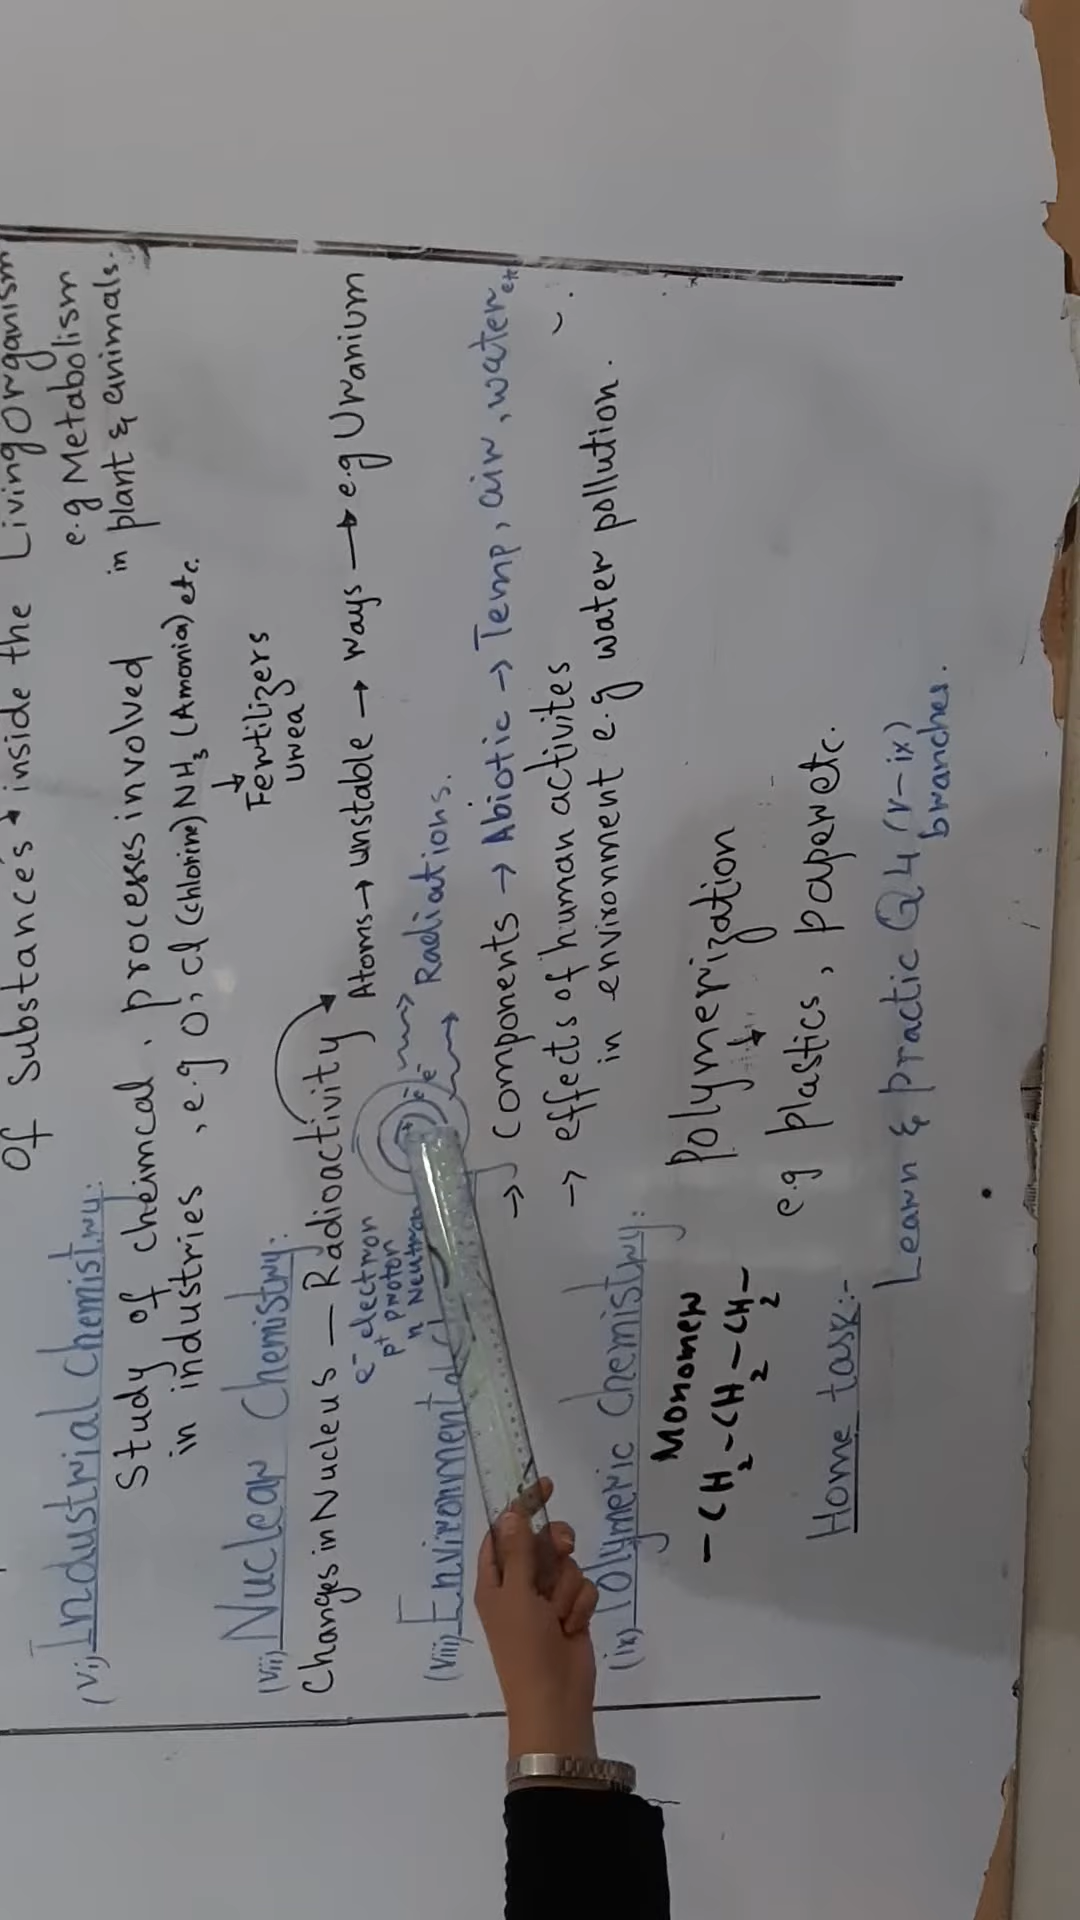 of Substances inside the Living Organism
e.g Metabolism
in plant & animals.
(vi) Industrial Chemistry:
Study of cheimcal, processes involved
in industries, e.g O, cl (chlorine) NH3 (Amonia) etc.
Fertilizers
Urea
(vii) Nuclear Chemistry:
Changes in Nucleus — Radioactivity
Atoms → unstable → ways → e.g Uranium
e- electron
p+ proton
n Neutron
+
e-
Radiations.
(viii) Environmental
→ Components → Abiotic → Temp, air, water etc
→ effects of human activites
in environment e.g water pollution.
(ix) Polymeric Chemistry:
Monomer
Polymerization
- CH2 - CH2 - CH2 -
e.g plastics, paper etc.
Home task:-
Learn & practic Q4 (v-ix)
branches.